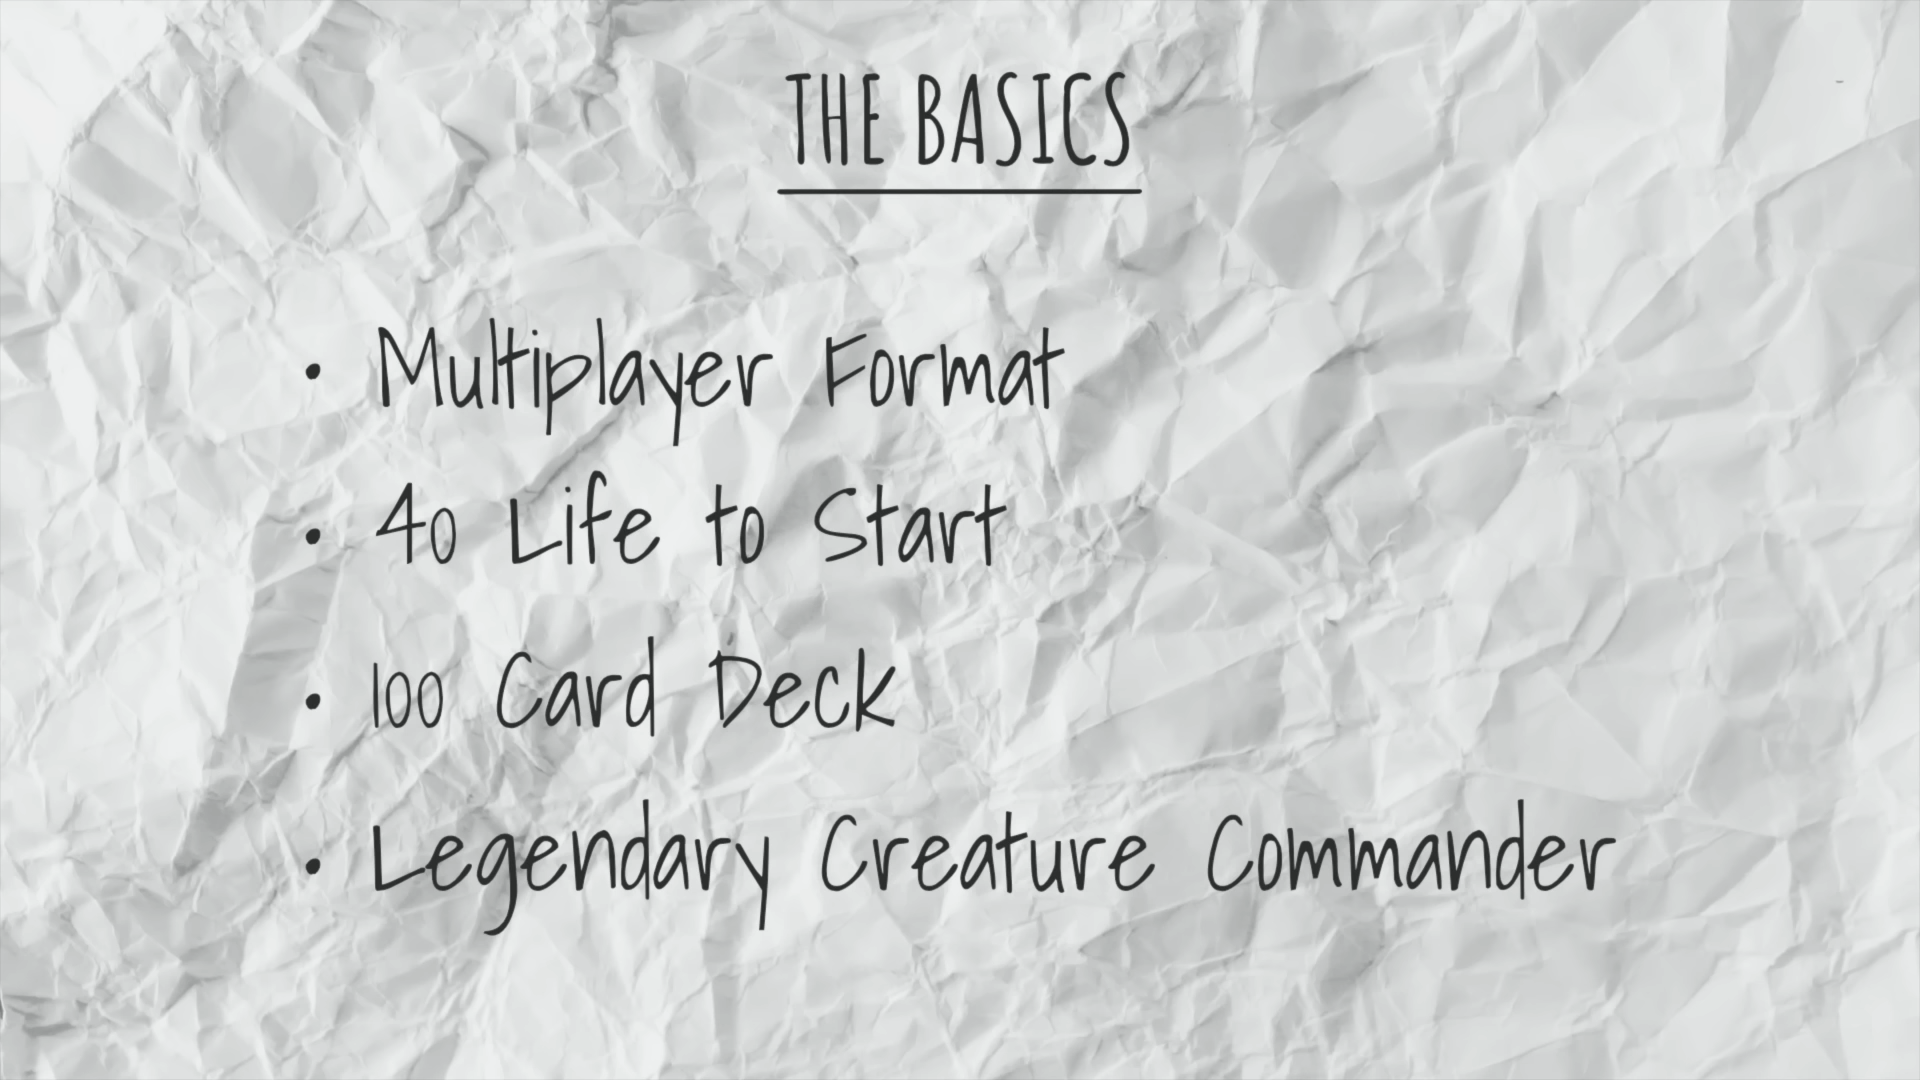 THE BASICS
• Multiplayer Format
• 40 Life to Start
• 100 Card Deck
• Legendary Creature Commander